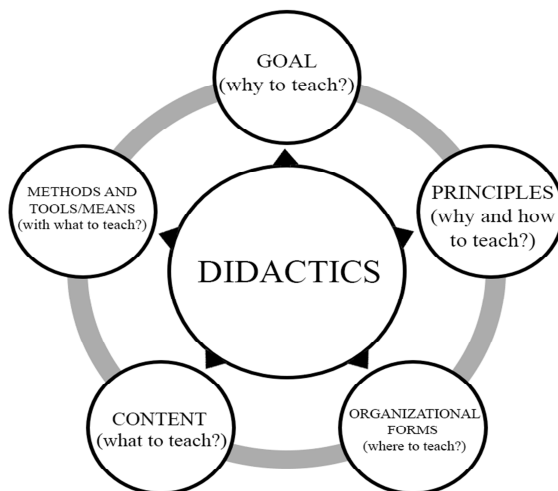 GOAL
(why to teach?)
METHODS AND
TOOLS/MEANS
(with what to teach?)
PRINCIPLES
(why and how
to teach?)
DIDACTICS
CONTENT
(what to teach?)
ORGANIZATIONAL
FORMS
(where to teach?)